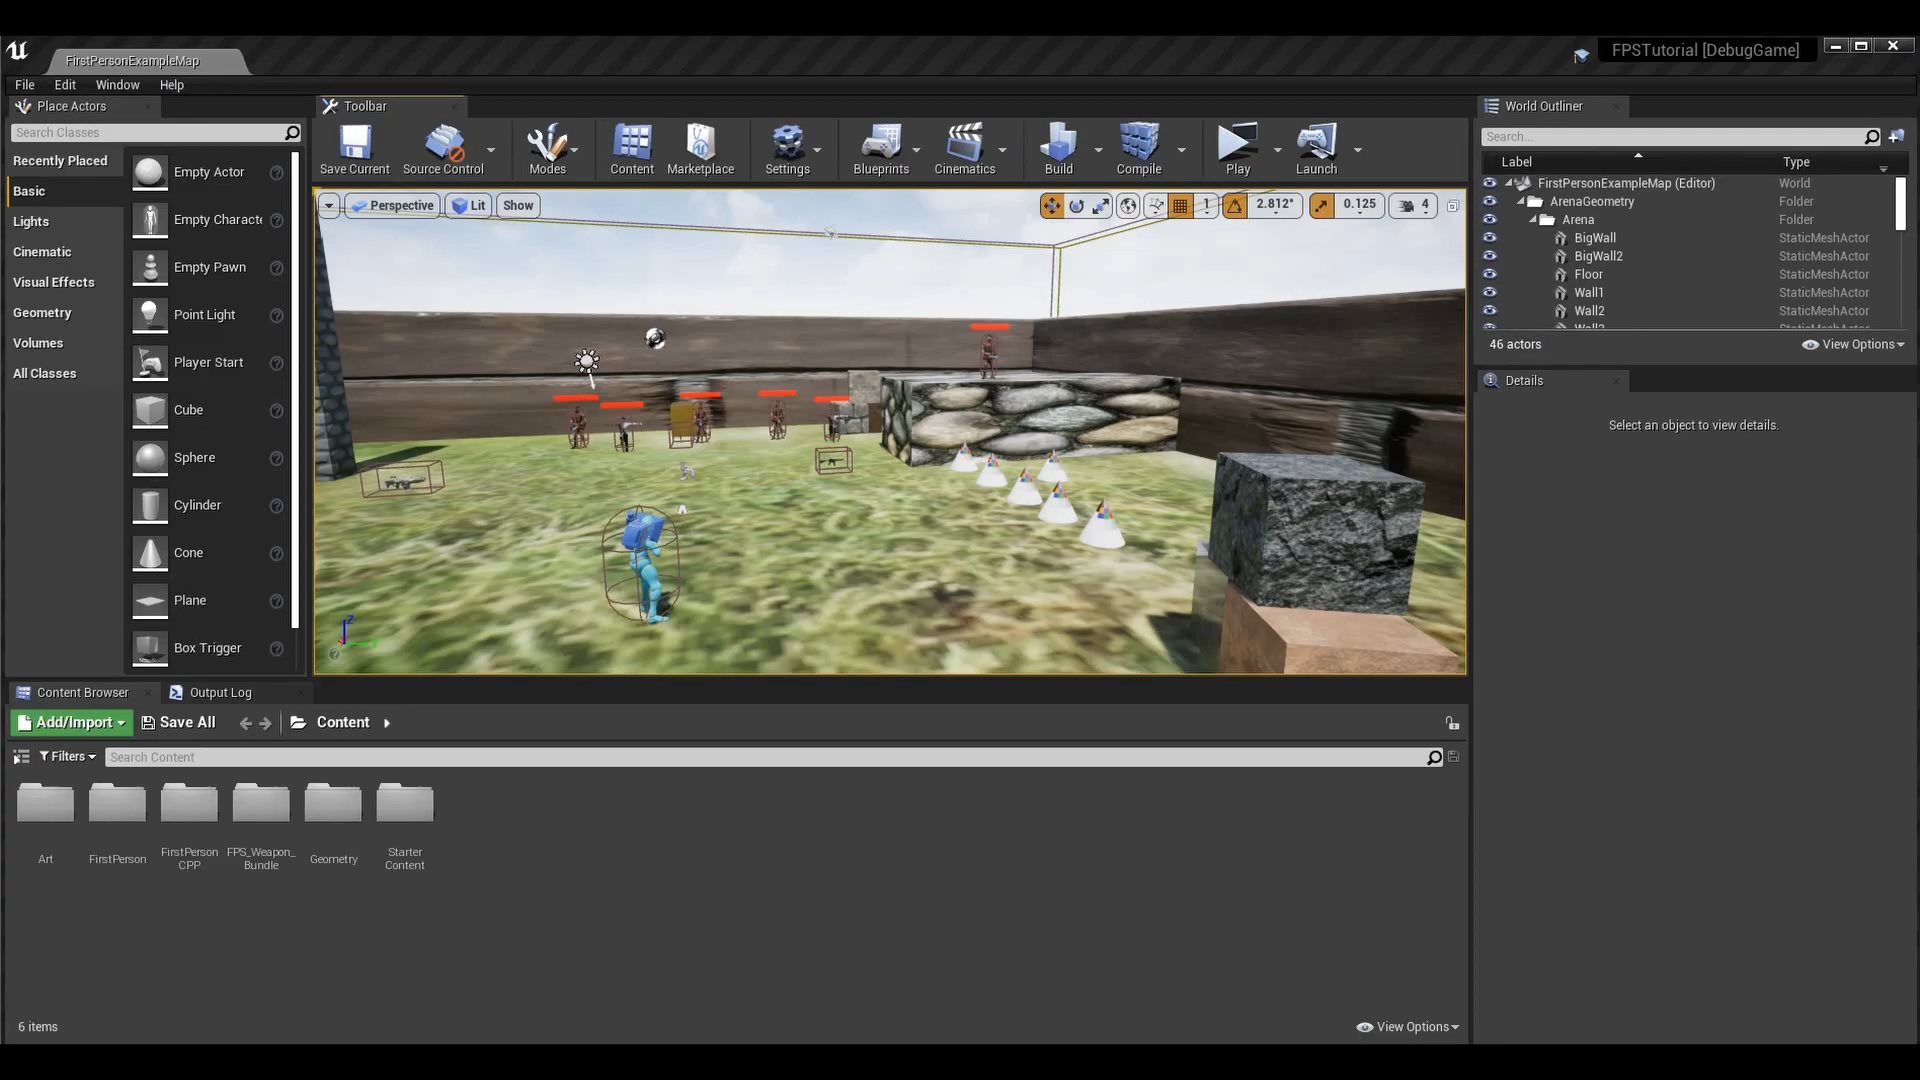 FirstPersonExampleMap
FPSTutorial [DebugGame]
File Edit Window Help
Place Actors
Search Classes
Recently Placed
Basic
Lights
Cinematic
Visual Effects
Geometry
Volumes
All Classes
Empty Actor
Empty Characte
Empty Pawn
Point Light
Player Start
Cube
Sphere
Cylinder
Cone
Plane
Box Trigger
Toolbar
Save Current Source Control Modes Content Marketplace Settings Blueprints Cinematics Build Compile Play Launch
Perspective Lit Show
1 2.812° 0.125 4
Z
World Outliner
Search...
Label Type
FirstPersonExampleMap (Editor) World
ArenaGeometry Folder
Arena Folder
BigWall StaticMeshActor
BigWall2 StaticMeshActor
Floor StaticMeshActor
Wall1 StaticMeshActor
Wall2 StaticMeshActor
Wall3 StaticMeshActor
46 actors View Options
Details
Select an object to view details.
Content Browser Output Log
Add/Import Save All Content
Filters Search Content
Art
FirstPerson
FirstPerson
CPP
FPS_Weapon_
Bundle
Geometry
Starter
Content
6 items View Options